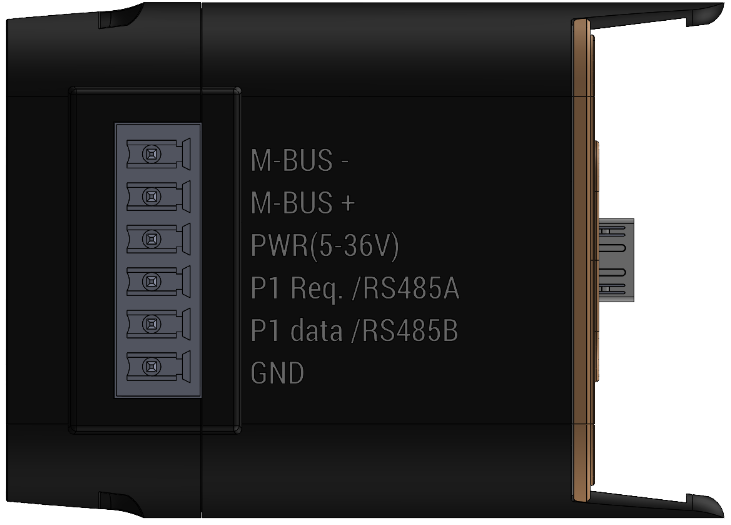 M-BUS -
M-BUS +
PWR(5-36V)
P1 Req. /RS485A
P1 data /RS485B
GND